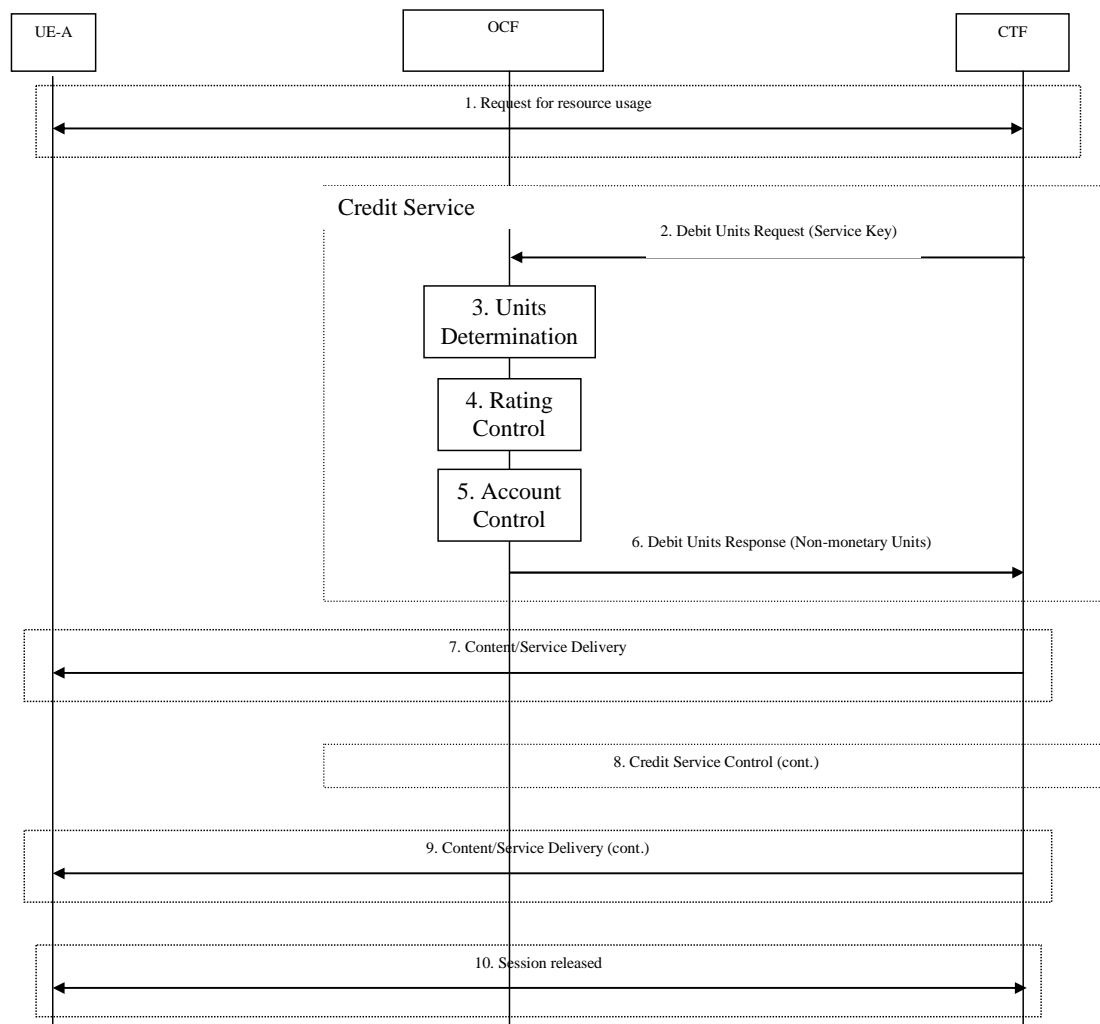 UE-A
OCF
CTF
1. Request for resource usage
Credit Service
2. Debit Units Request (Service Key)
3. Units
Determination
4. Rating
Control
5. Account
Control
6. Debit Units Response (Non-monetary Units)
7. Content/Service Delivery
8. Credit Service Control (cont.)
9. Content/Service Delivery (cont.)
10. Session released